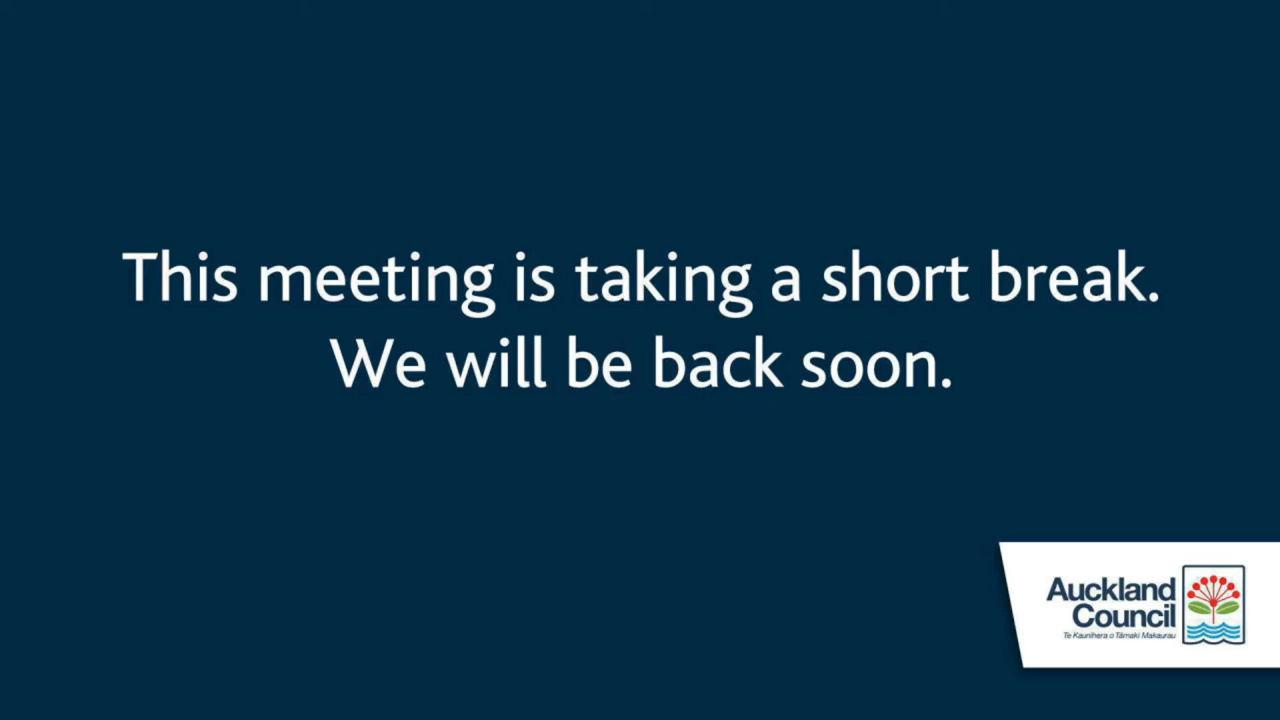 This meeting is taking a short break.
We will be back soon.
Auckland
Council
Te Kaunihera o Tāmaki Makaurau